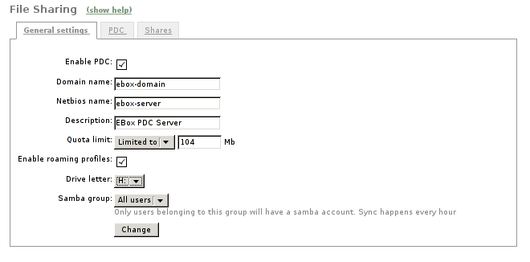 File Sharing (show help)
General settings PDC Shares
Enable PDC:
Domain name: ebox-domain
Netbios name: ebox-server
Description: EBox PDC Server
Quota limit: Limited to 104 Mb
Enable roaming profiles:
Drive letter: H:
Samba group: All users
Only users belonging to this group will have a samba account. Sync happens every hour
Change